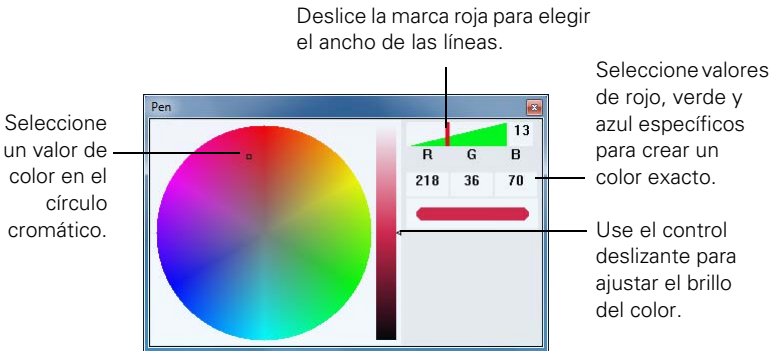 Deslice la marca roja para elegir
el ancho de las líneas.
Seleccione valores
de rojo, verde y
azul específicos
para crear un
color exacto.
Seleccione
un valor de
color en el
círculo
cromático.
Pen
13
R G B
218 36 70
Use el control
deslizante para
ajustar el brillo
del color.